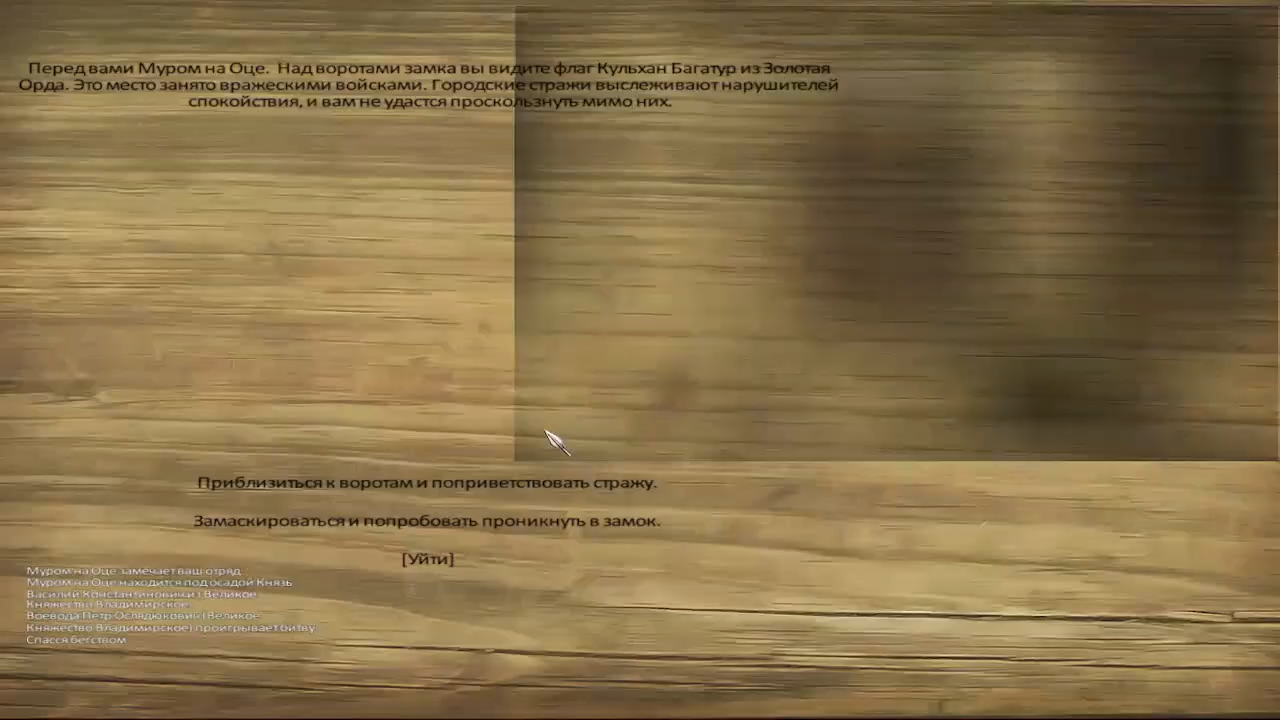 Перед вами Муром на Оце. Над воротами замка вы видите флаг Кульхан Багатур из Золотая
Орда. Это место занято вражескими войсками. Городские стражи выслеживают нарушителей
спокойствия, и вам не удастся проскользнуть мимо них.
Приблизиться к воротам и поприветствовать стражу.
Замаскироваться и попробовать проникнуть в замок.
[Уйти]
Муром на Оце замечает ваш отряд
Муром на Оце находится под осадой Князь
Василий Константинович из Великое
Княжество Владимирское.
Воевода Петр Ослядюкович (Великое
Княжество Владимирское) проигрывает битву
Спасся бегством